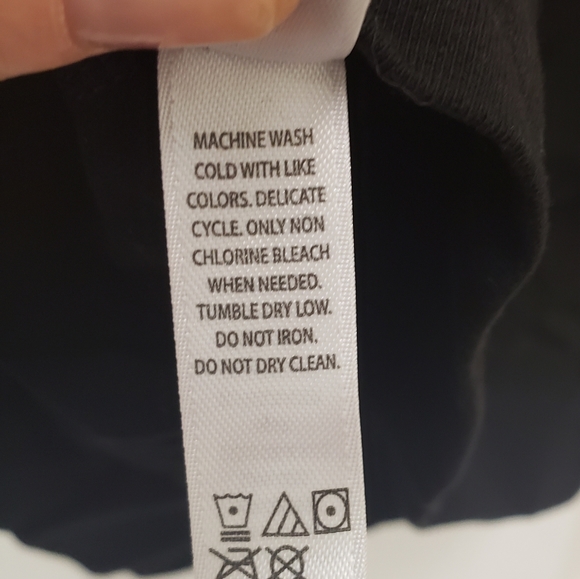 MACHINE WASH
COLD WITH LIKE
COLORS. DELICATE
CYCLE. ONLY NON
CHLORINE BLEACH
WHEN NEEDED.
TUMBLE DRY LOW.
DO NOT IRON.
DO NOT DRY CLEAN.